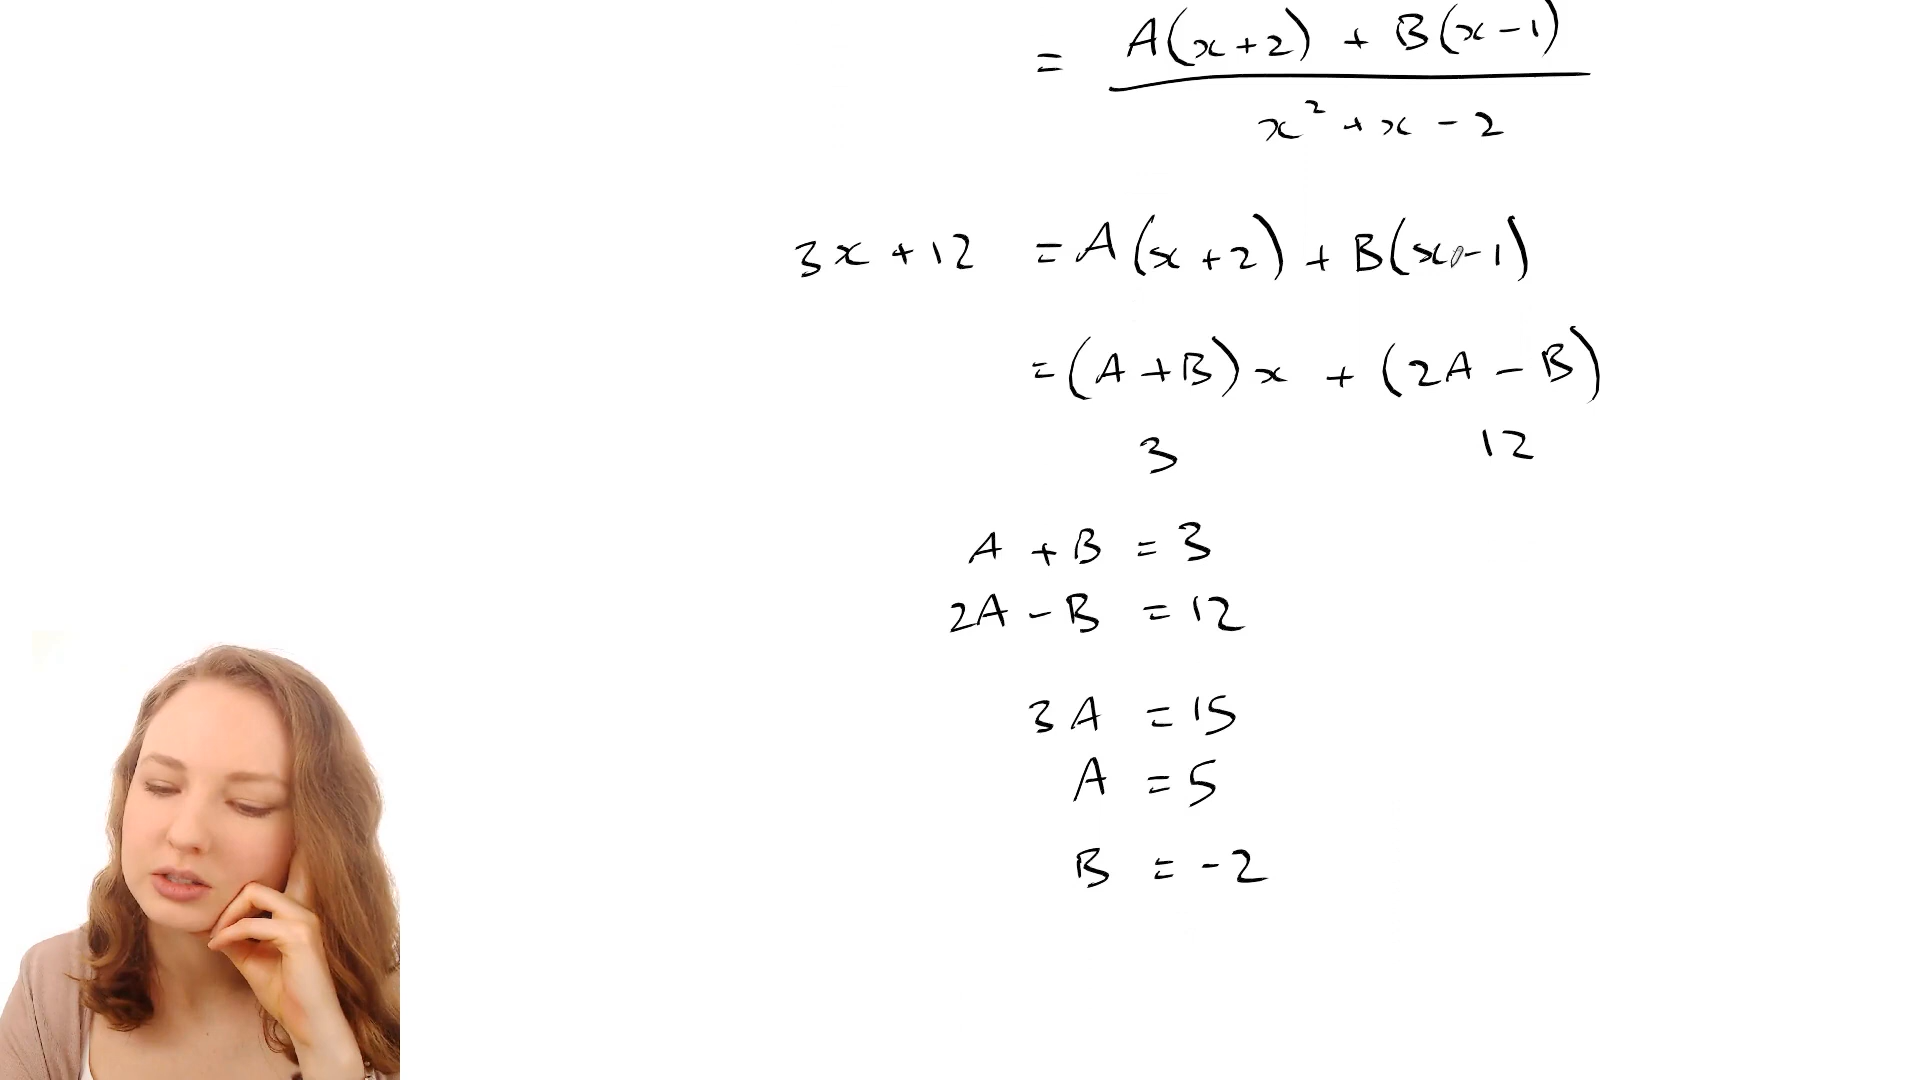 = A(x+2) + B(x-1)
x² + x - 2
3x + 12 = A(x+2) + B(x-1)
= (A+B)x + (2A - B)
3 12
A + B = 3
2A - B = 12
3A = 15
A = 5
B = -2